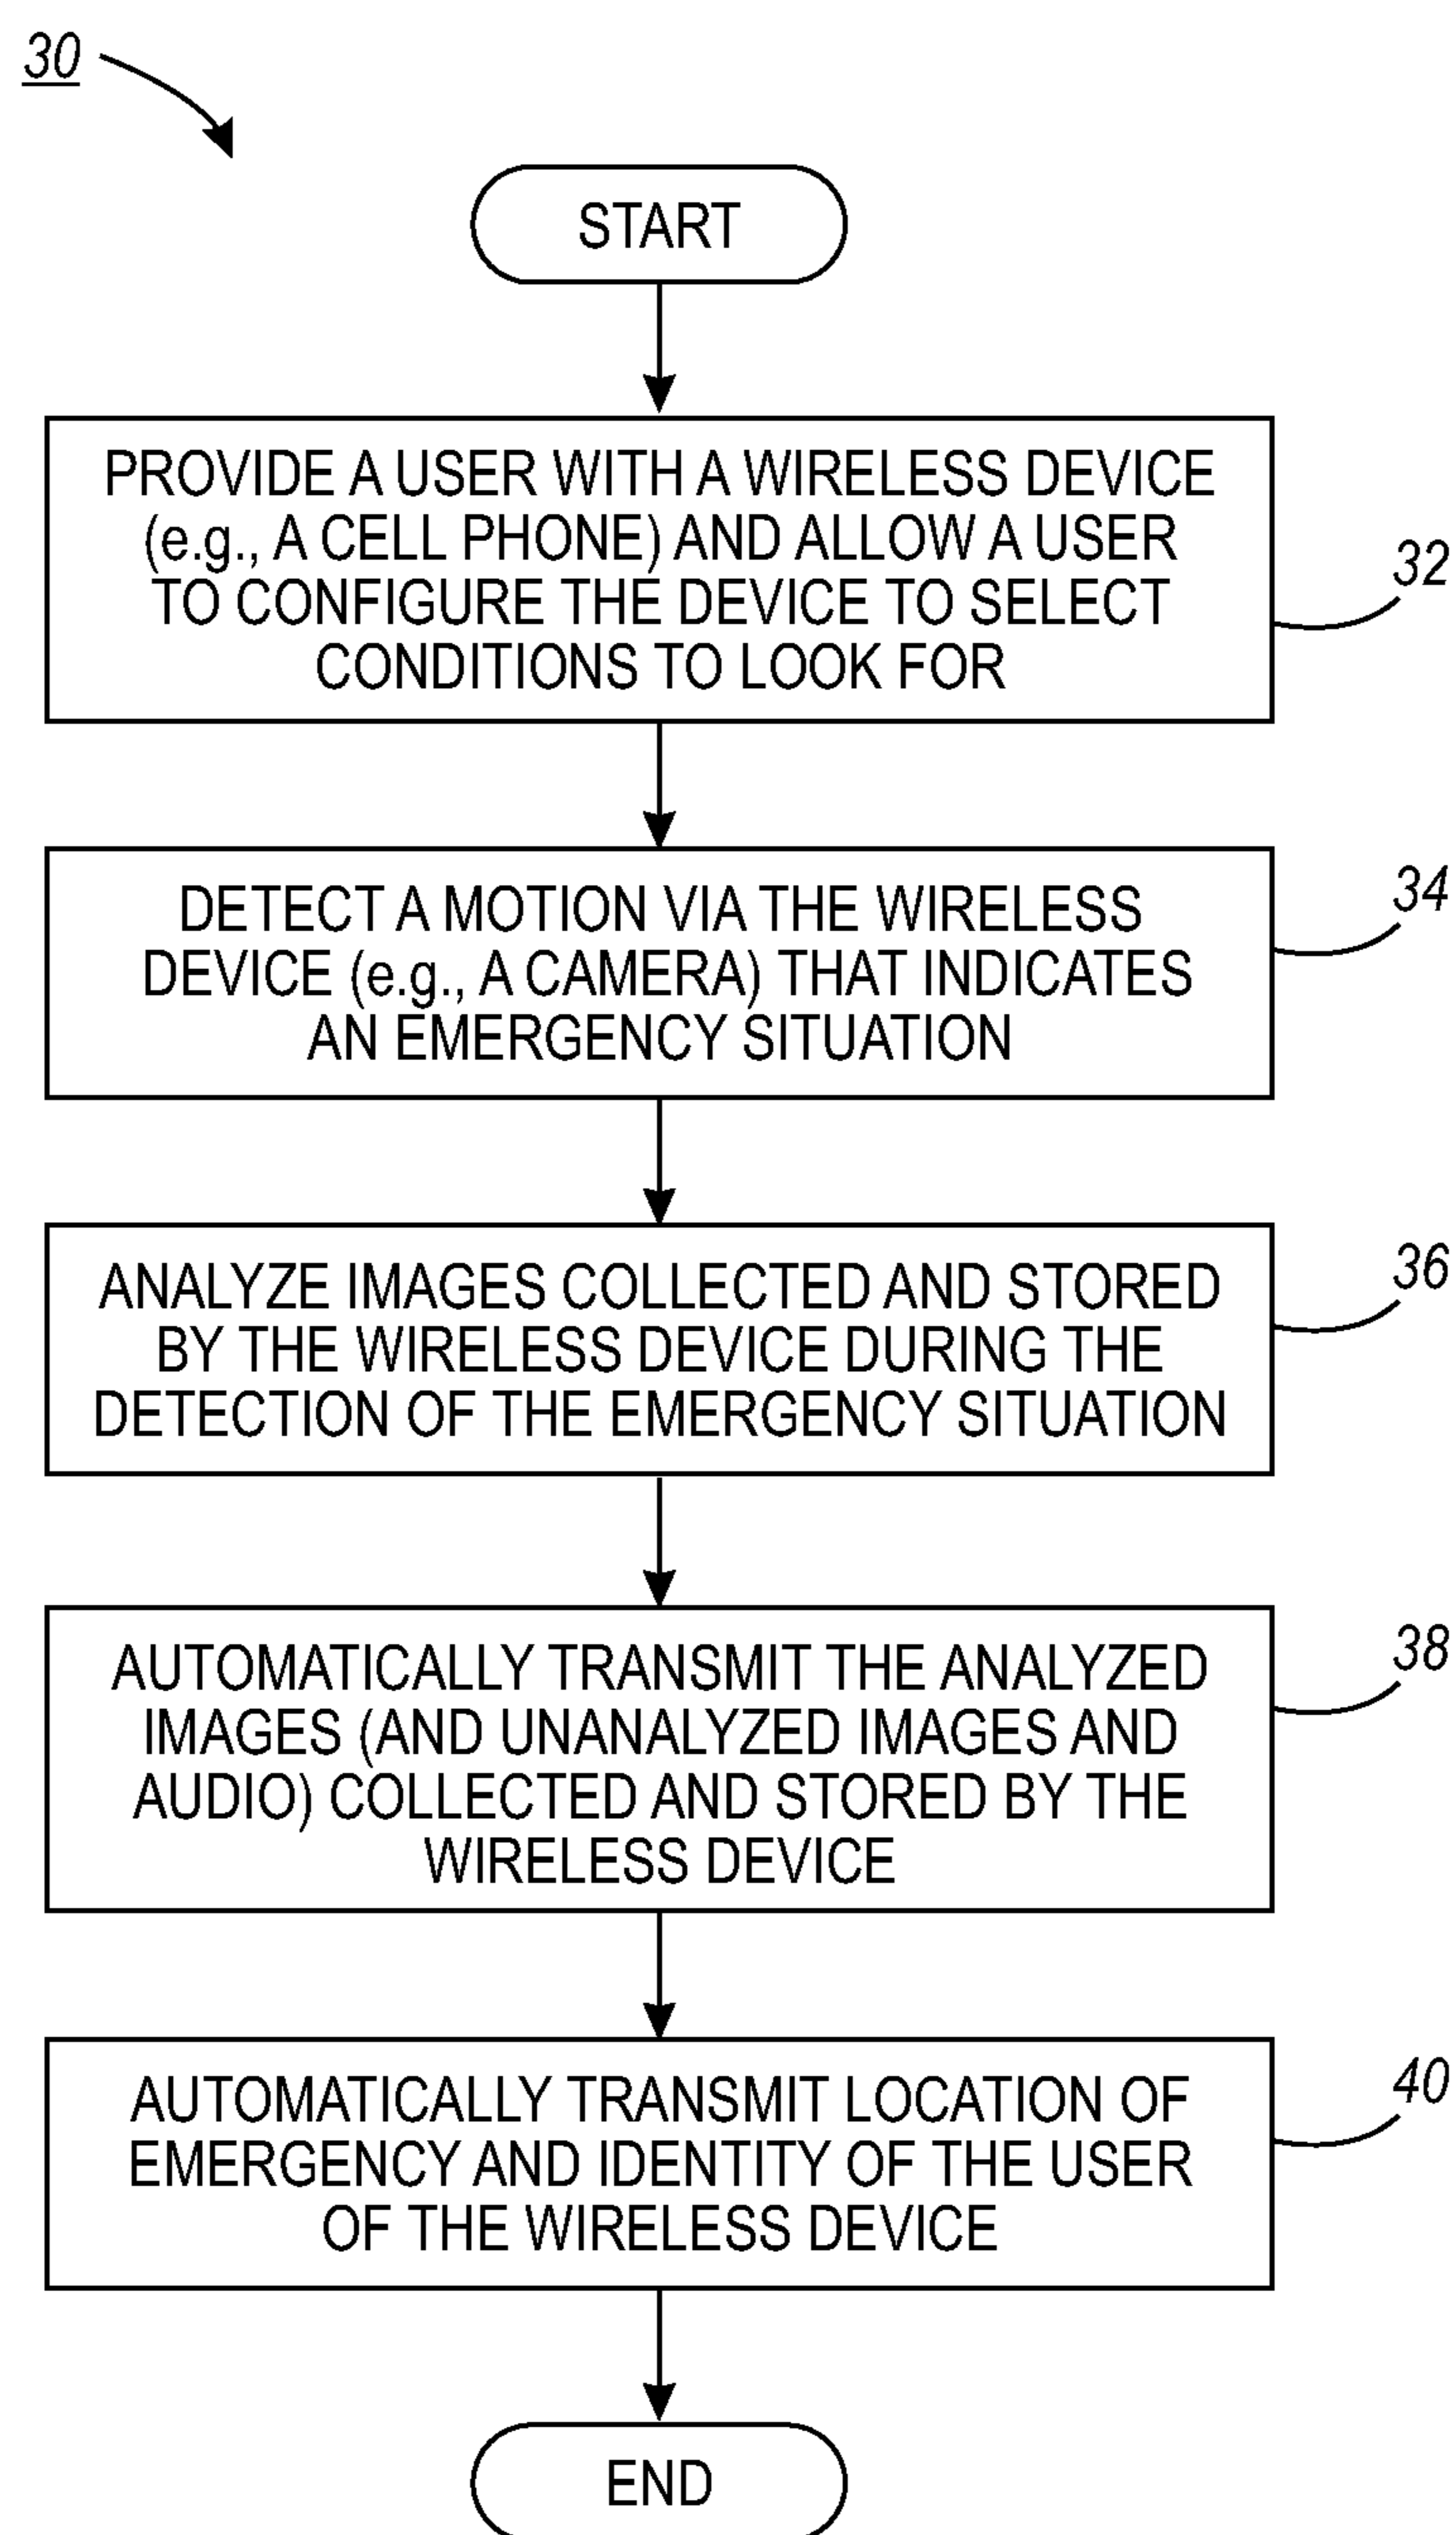 30
START
PROVIDE A USER WITH A WIRELESS DEVICE
(e.g., A CELL PHONE) AND ALLOW A USER
TO CONFIGURE THE DEVICE TO SELECT
CONDITIONS TO LOOK FOR
32
DETECT A MOTION VIA THE WIRELESS
DEVICE (e.g., A CAMERA) THAT INDICATES
AN EMERGENCY SITUATION
34
ANALYZE IMAGES COLLECTED AND STORED
BY THE WIRELESS DEVICE DURING THE
DETECTION OF THE EMERGENCY SITUATION
36
AUTOMATICALLY TRANSMIT THE ANALYZED
IMAGES (AND UNANALYZED IMAGES AND
AUDIO) COLLECTED AND STORED BY THE
WIRELESS DEVICE
38
AUTOMATICALLY TRANSMIT LOCATION OF
EMERGENCY AND IDENTITY OF THE USER
OF THE WIRELESS DEVICE
40
END